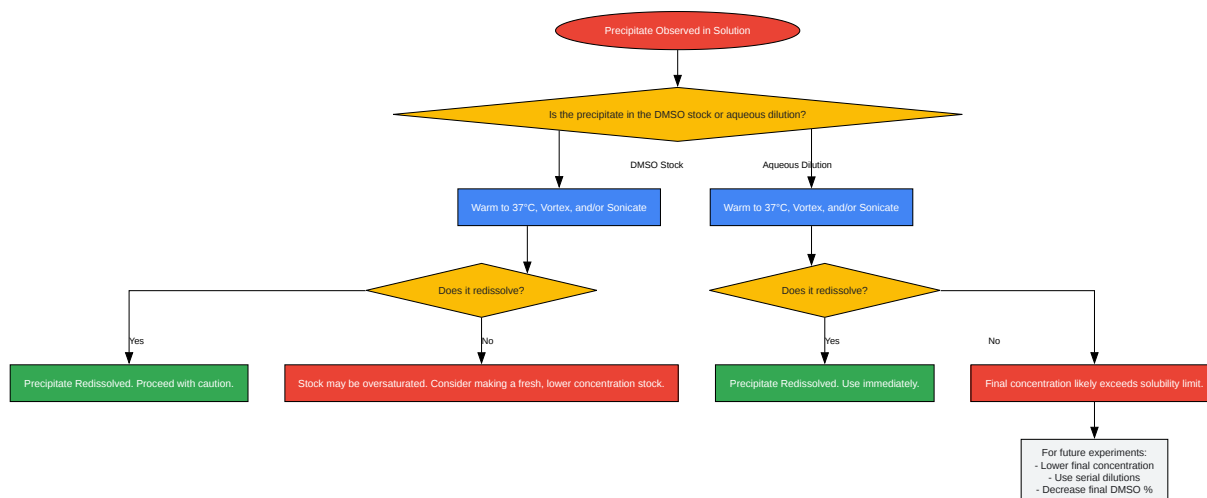 Precipitate Observed in Solution
Is the precipitate in the DMSO stock or aqueous dilution?
DMSO Stock
Aqueous Dilution
Warm to 37°C, Vortex, and/or Sonicate
Warm to 37°C, Vortex, and/or Sonicate
Does it redissolve?
Does it redissolve?
Yes
No
Yes
No
Precipitate Redissolved. Proceed with caution.
Stock may be oversaturated. Consider making a fresh, lower concentration stock.
Precipitate Redissolved. Use immediately.
Final concentration likely exceeds solubility limit.
For future experiments:
- Lower final concentration
- Use serial dilutions
- Decrease final DMSO %